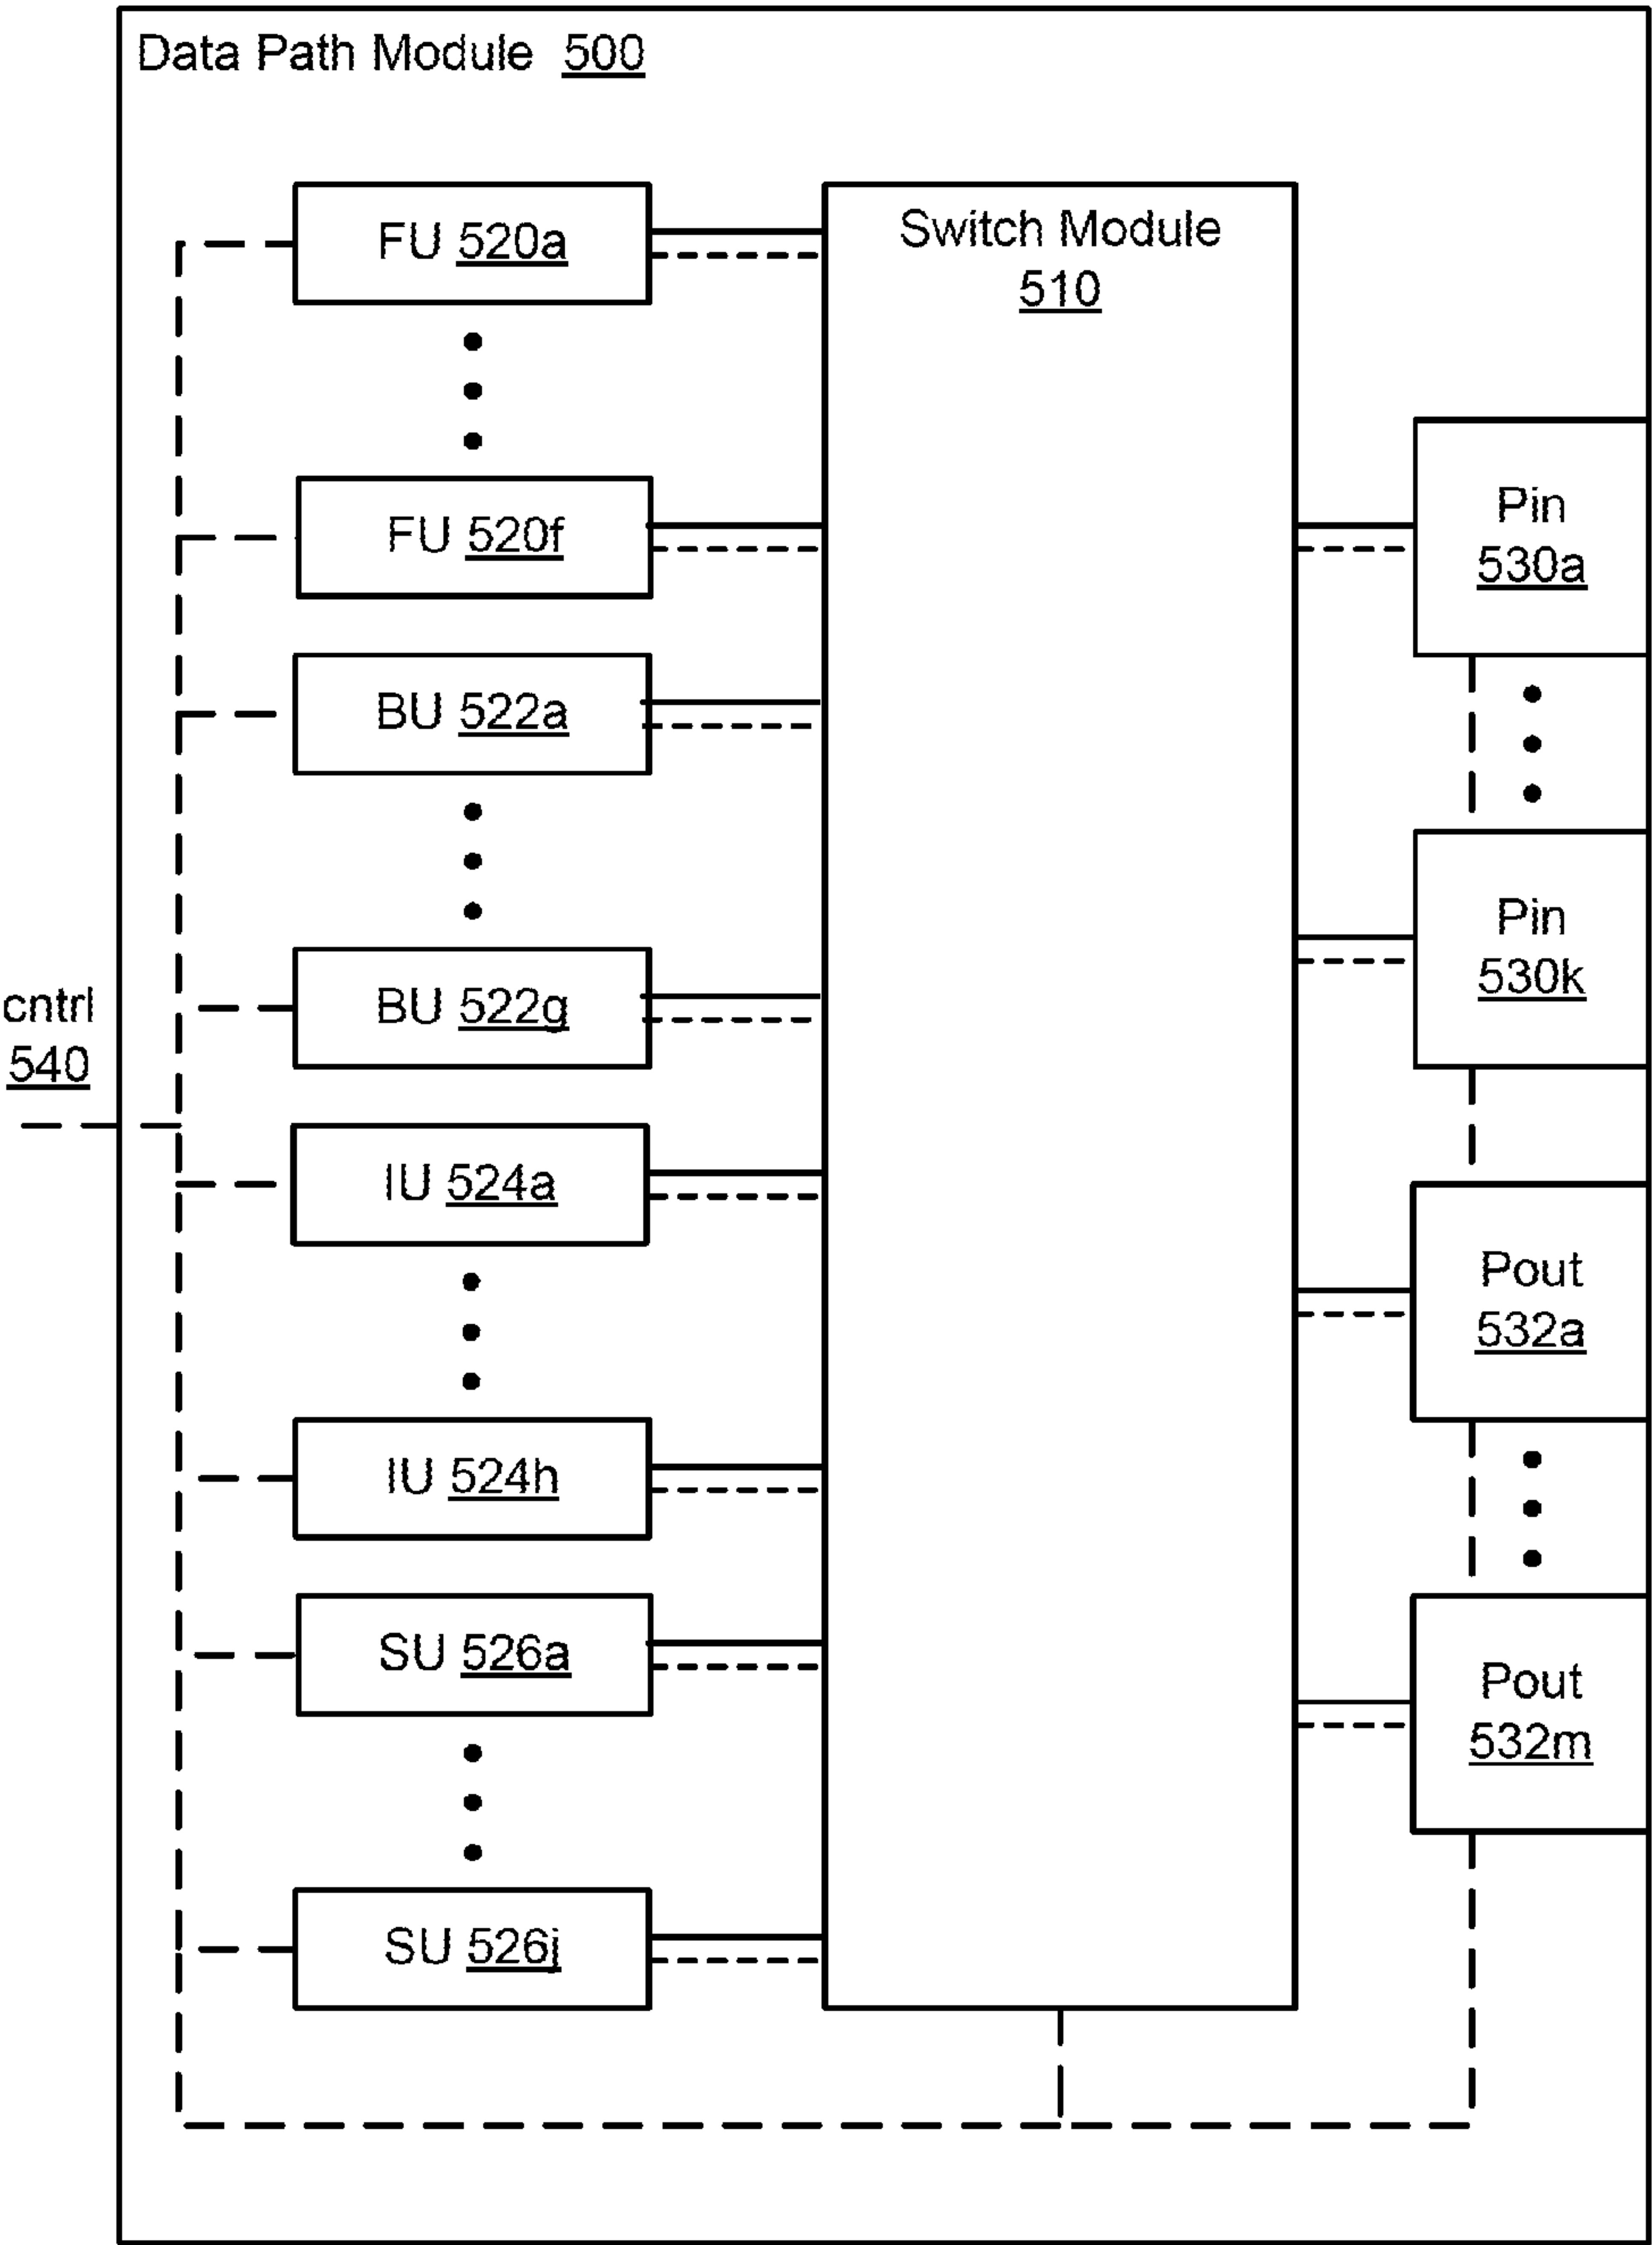 Data Path Module 500
FU 520a
FU 520f
BU 522a
BU 522g
IU 524a
IU 524h
SU 526a
SU 526j
cntrl
540
Switch Module
510
Pin
530a
Pin
530k
Pout
532a
Pout
532m